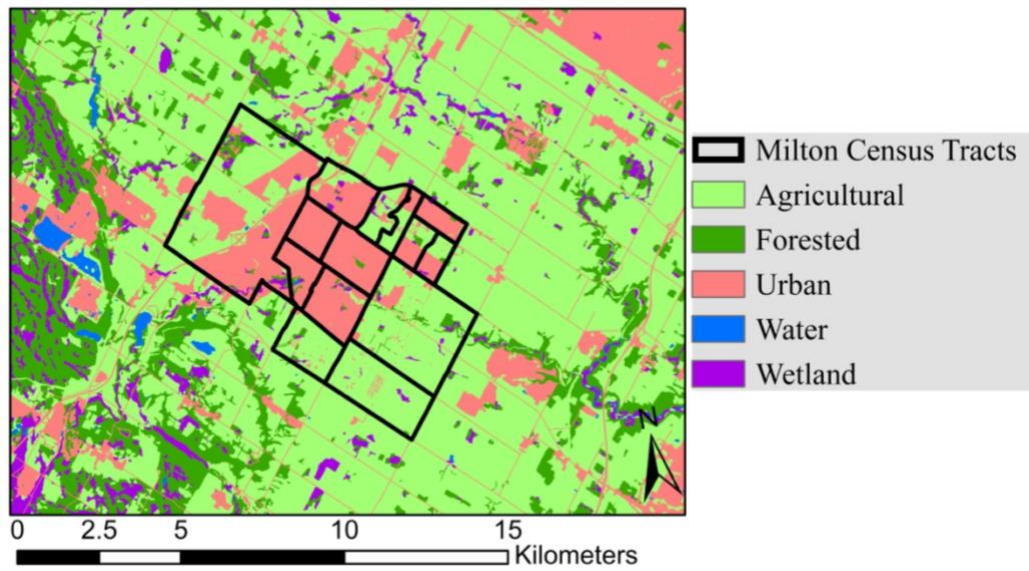 Milton Census Tracts
Agricultural
Forested
Urban
Water
Wetland
N
0 2.5 5 10 15
Kilometers